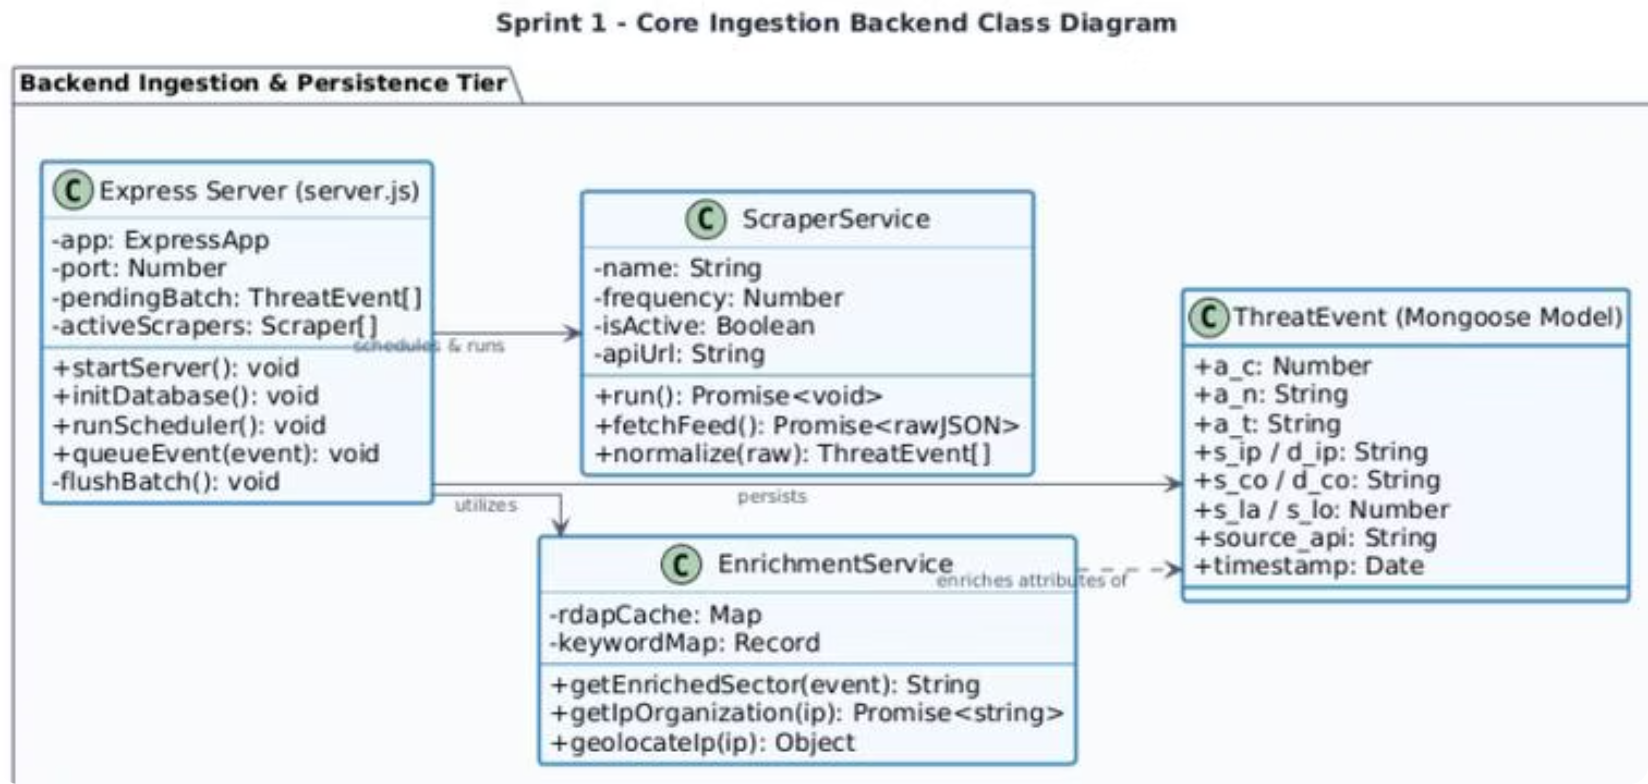 Sprint 1 - Core Ingestion Backend Class Diagram
Backend Ingestion & Persistence Tier
C Express Server (server.js)
-app: ExpressApp
-port: Number
-pendingBatch: ThreatEvent[]
-activeScrapers: Scraper[]
+startServer(): void
+initDatabase(): void
+runScheduler(): void
+queueEvent(event): void
-flushBatch(): void
schedules & runs
C ScraperService
-name: String
-frequency: Number
-isActive: Boolean
-apiUrl: String
+run(): Promise<void>
+fetchFeed(): Promise<rawJSON>
+normalize(raw): ThreatEvent[]
persists
utilizes
C ThreatEvent (Mongoose Model)
+a_c: Number
+a_n: String
+a_t: String
+s_ip / d_ip: String
+s_co / d_co: String
+s_la / s_lo: Number
+source_api: String
+timestamp: Date
C EnrichmentService
enriches attributes of
-rdapCache: Map
-keywordMap: Record
+getEnrichedSector(event): String
+getIpOrganization(ip): Promise<string>
+geolocateIp(ip): Object